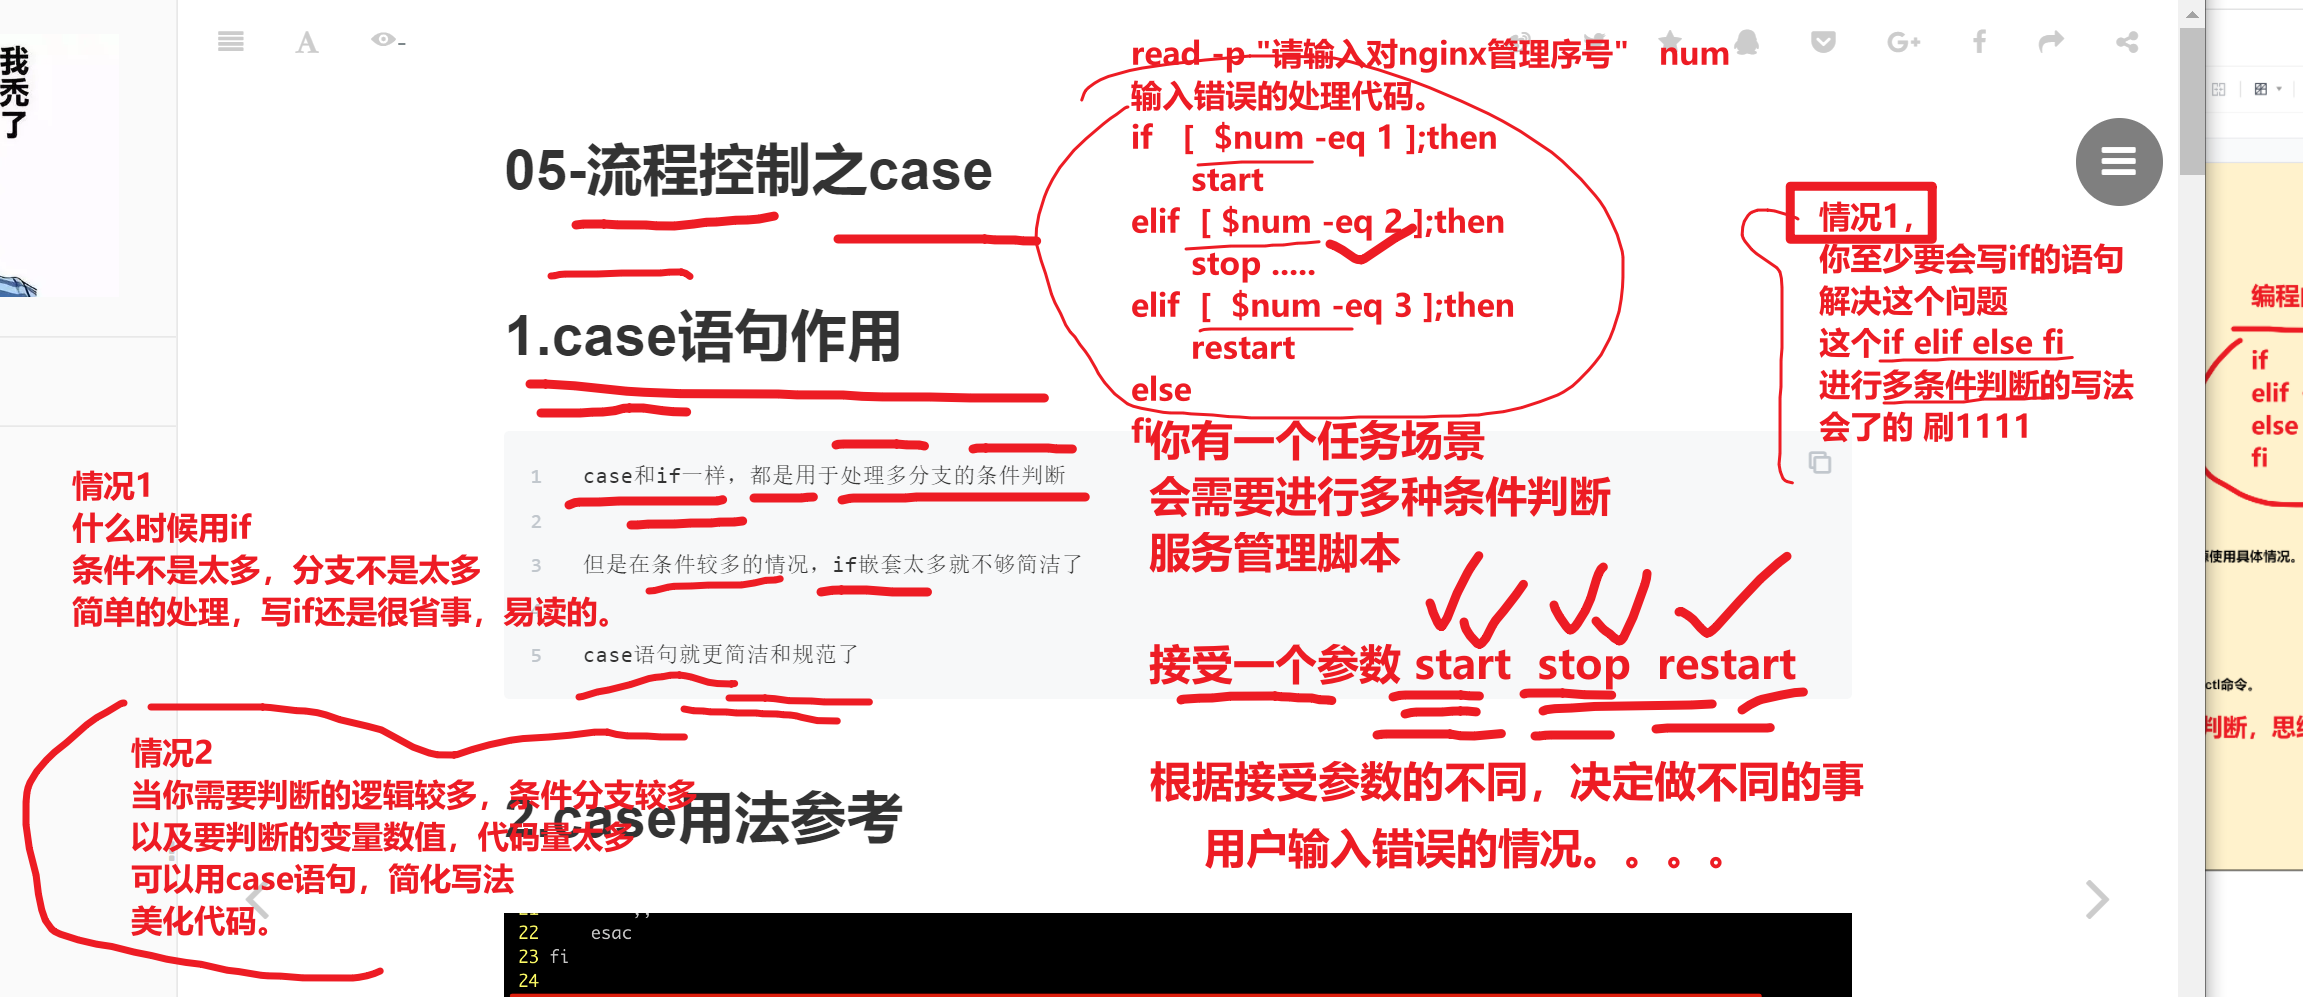 我
秃
了
05-流程控制之case
1.case语句作用
1 case和if一样，都是用于处理多分支的条件判断
2
3 但是在条件较多的情况，if嵌套太多就不够简洁了
5 case语句就更简洁和规范了
2.case用法参考
22 esac
23 fi
24
read -p "请输入对nginx管理序号" num
输入错误的处理代码。
if [ $num -eq 1 ];then
start
elif [ $num -eq 2 ];then
stop .....
elif [ $num -eq 3 ];then
restart
else
fi
你有一个任务场景
会需要进行多种条件判断
服务管理脚本
接受一个参数 start stop restart
根据接受参数的不同，决定做不同的事
用户输入错误的情况。。。。
情况1，
你至少要会写if的语句
解决这个问题
这个if elif else fi
进行多条件判断的写法
会了的 刷1111
情况1
什么时候用if
条件不是太多，分支不是太多
简单的处理，写if还是很省事，易读的。
情况2
当你需要判断的逻辑较多，条件分支较多
以及要判断的变量数值，代码量太多
可以用case语句，简化写法
美化代码。
编程
if
elif
else
fi
使用具体情况。
ctl命令。
判断，思